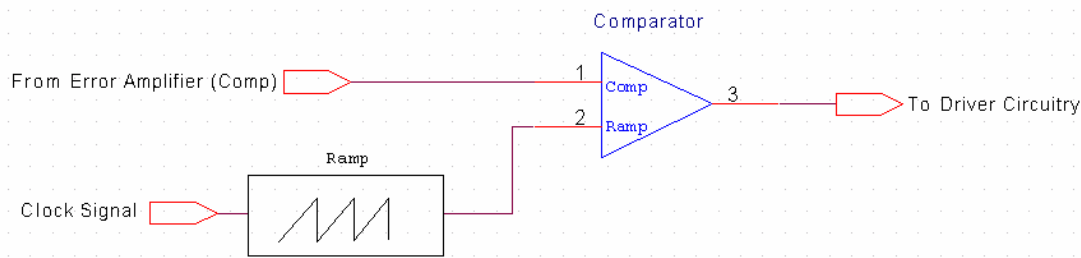 Comparator
From Error Amplifier (Comp)
1
Comp
3
To Driver Circuitry
2
Ramp
Ramp
Clock Signal